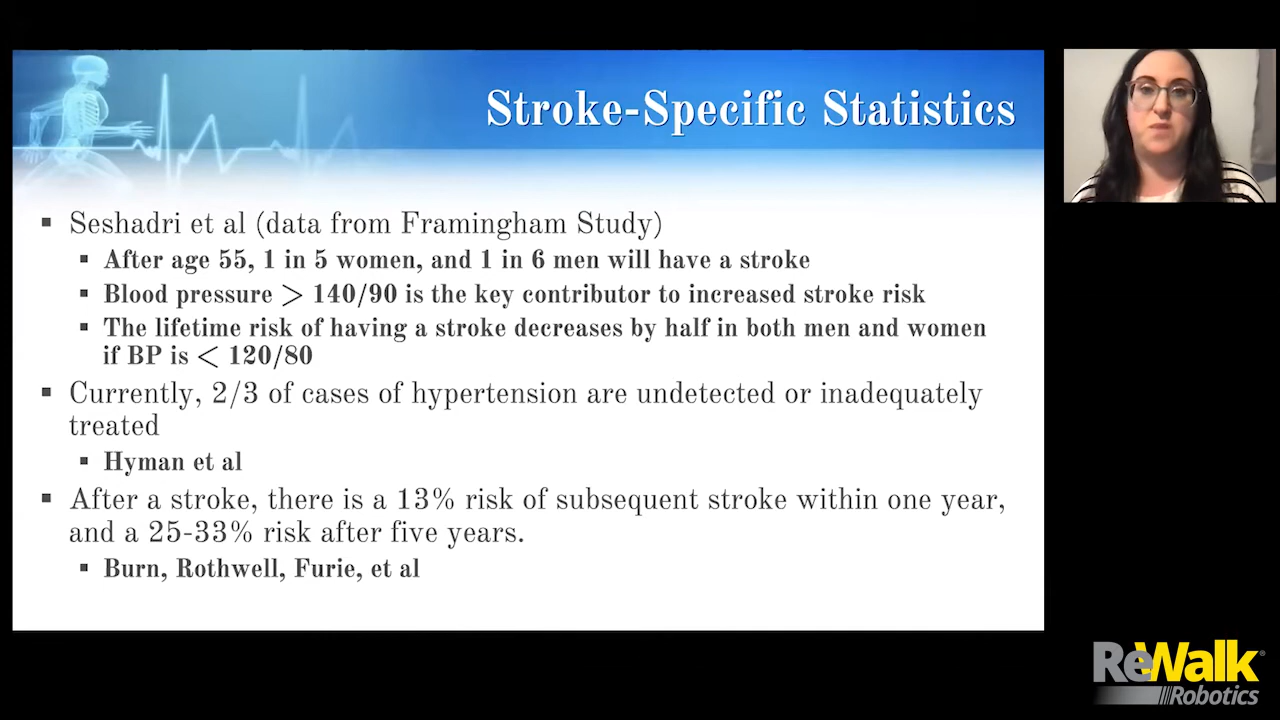 Stroke-Specific Statistics
Seshadri et al (data from Framingham Study)
After age 55, 1 in 5 women, and 1 in 6 men will have a stroke
Blood pressure > 140/90 is the key contributor to increased stroke risk
The lifetime risk of having a stroke decreases by half in both men and women
if BP is < 120/80
Currently, 2/3 of cases of hypertension are undetected or inadequately
treated
Hyman et al
After a stroke, there is a 13% risk of subsequent stroke within one year,
and a 25-33% risk after five years.
Burn, Rothwell, Furie, et al
ReWalk®
Robotics